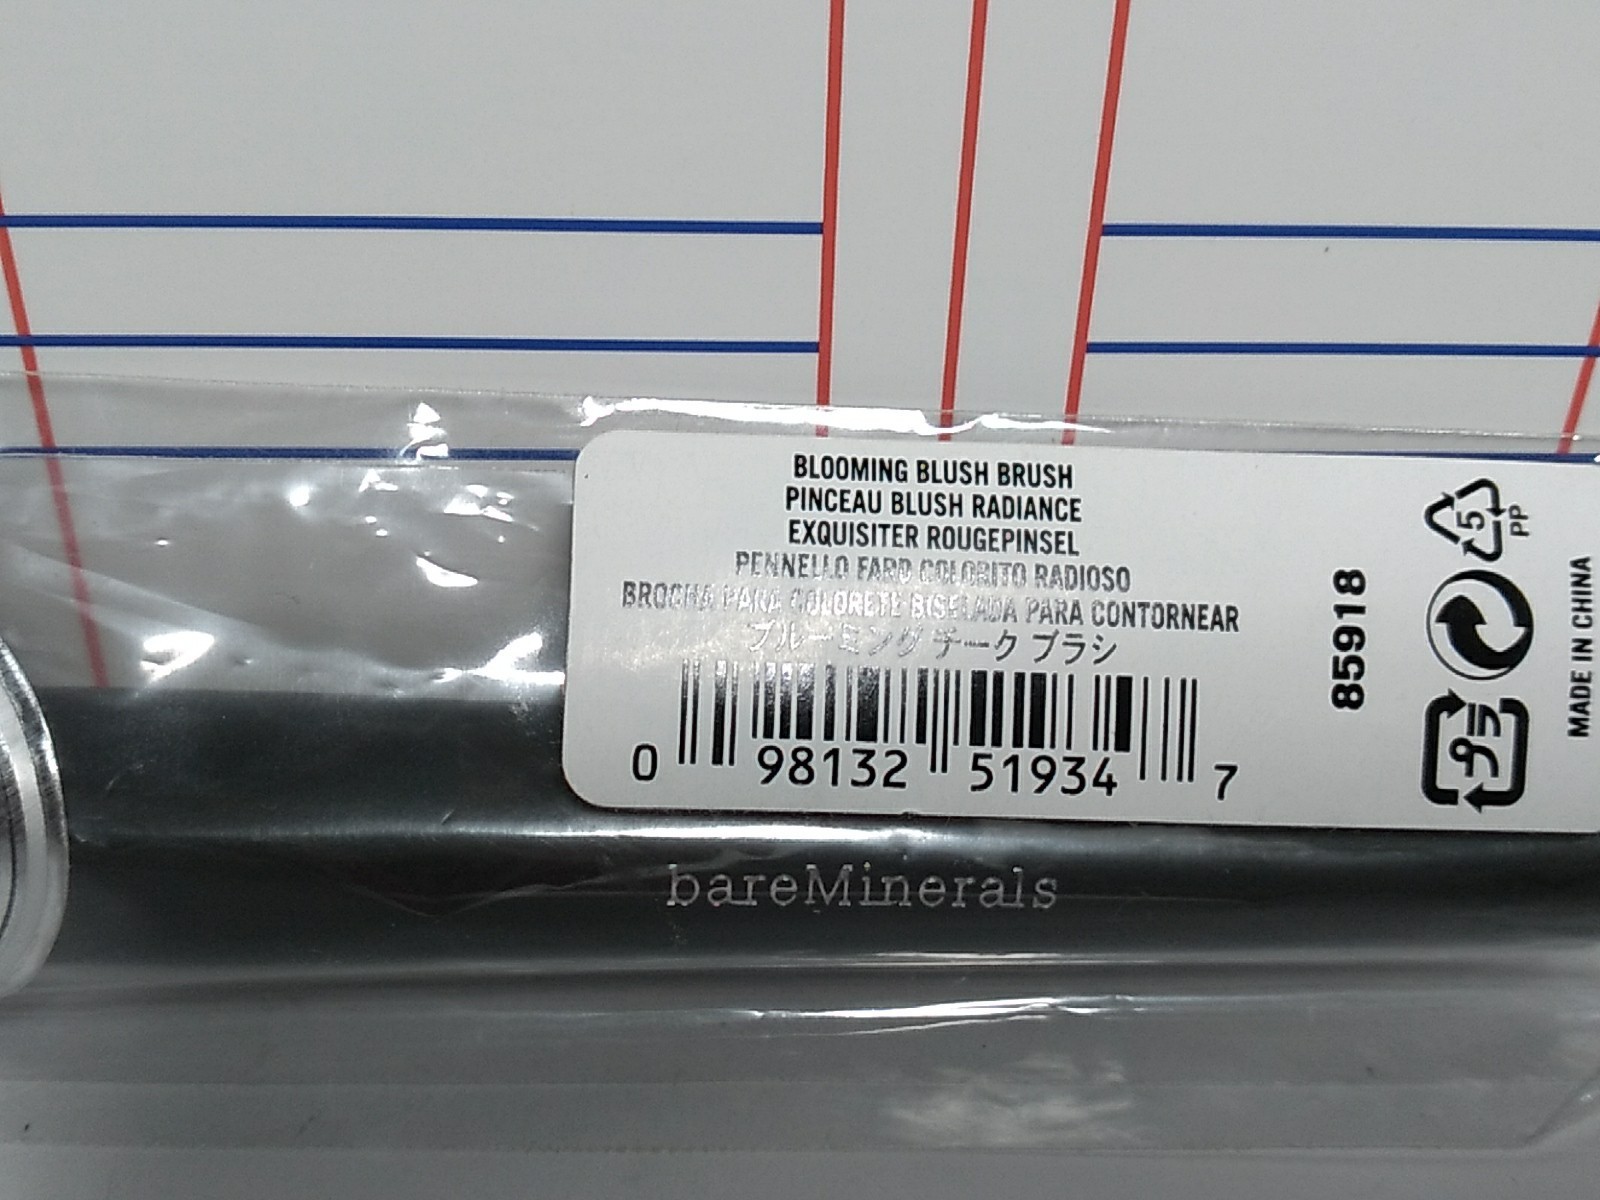 BLOOMING BLUSH BRUSH
PINCEAU BLUSH RADIANCE
EXQUISITER ROUGEPINSEL
PENNELLO FARD COLORITO RADIOSO
BROCHA PARA COLORETE BISELADA PARA CONTORNEAR
ブルーミング チーク ブラシ
0 98132 51934 7
85918
5
PP
プラ
MADE IN CHINA
bareMinerals